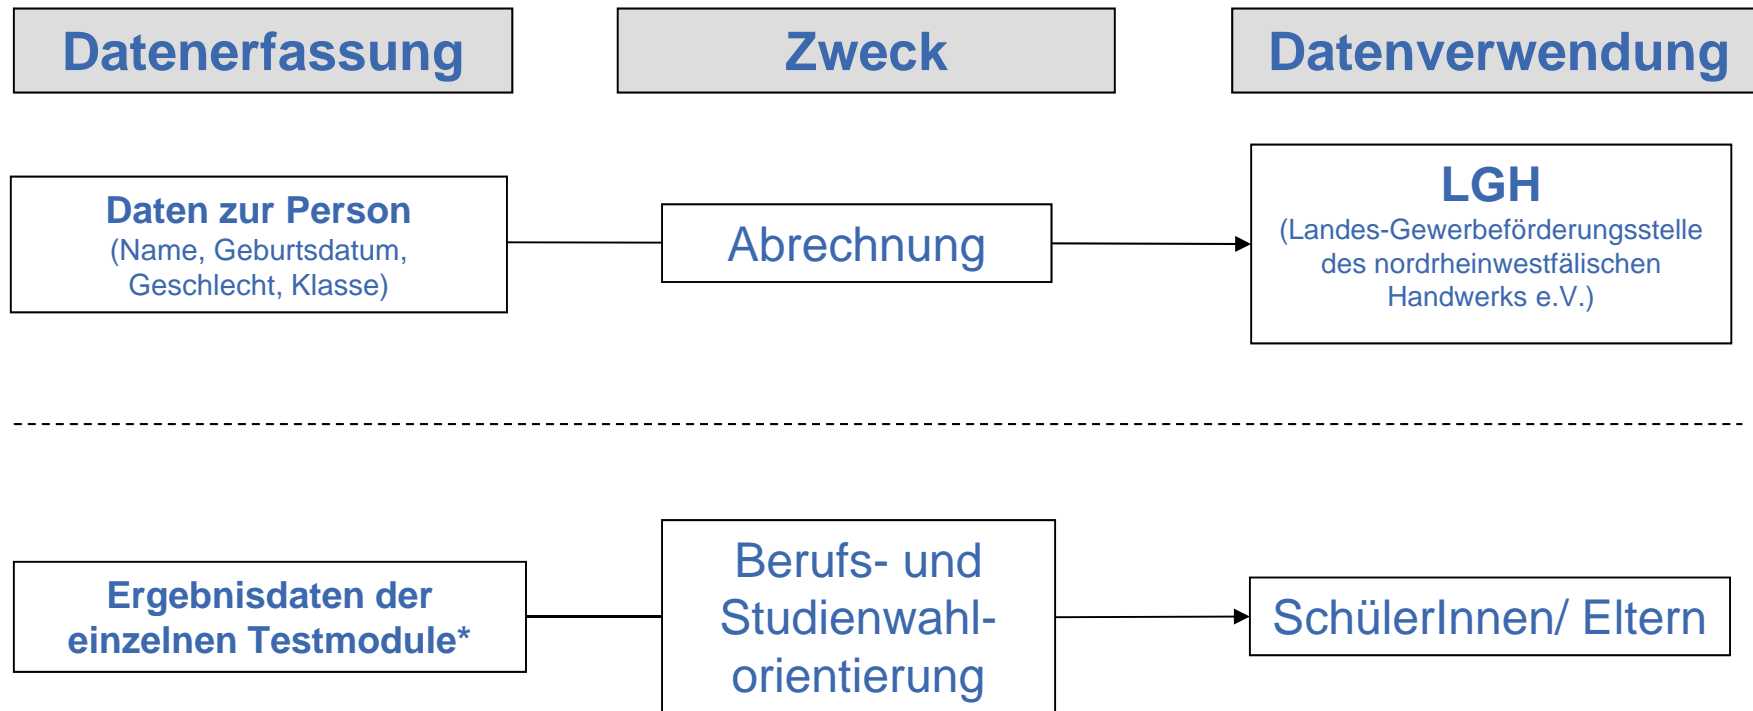 Datenerfassung
Zweck
Datenverwendung
Daten zur Person
(Name, Geburtsdatum,
Geschlecht, Klasse)
Abrechnung
LGH
(Landes-Gewerbeförderungsstelle
des nordrheinwestfälischen
Handwerks e.V.)
Ergebnisdaten der
einzelnen Testmodule*
Berufs- und
Studienwahl-
orientierung
SchülerInnen/ Eltern